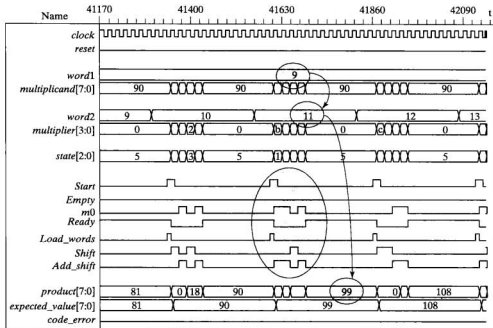 Name 41170 41400 41630 41860 42090 t
clock
reset
word1 9
multiplicand[7:0] 90 90 90 90 90
word2 9 10 11 12 13
multiplier[3:0] 0 2 0 b 0 c 0
state[2:0] 5 3 5 1 5 5
Start
Empty
m0
Ready
Load_words
Shift
Add_shift
product[7:0] 81 0 18 90 99 0 108
expected_value[7:0] 81 90 99 108
code_error